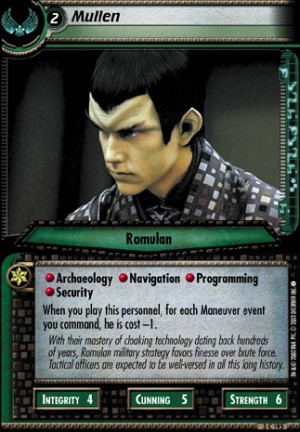 2 Mullen
Romulan
Archaeology Navigation Programming
Security
When you play this personnel, for each Maneuver event
you command, he is cost -1.
With their mastery of cloaking technology dating back hundreds
of years, Romulan military strategy favors finesse over brute force.
Tactical officers are expected to be well-versed in all this long history.
Integrity 4 Cunning 5 Strength 6